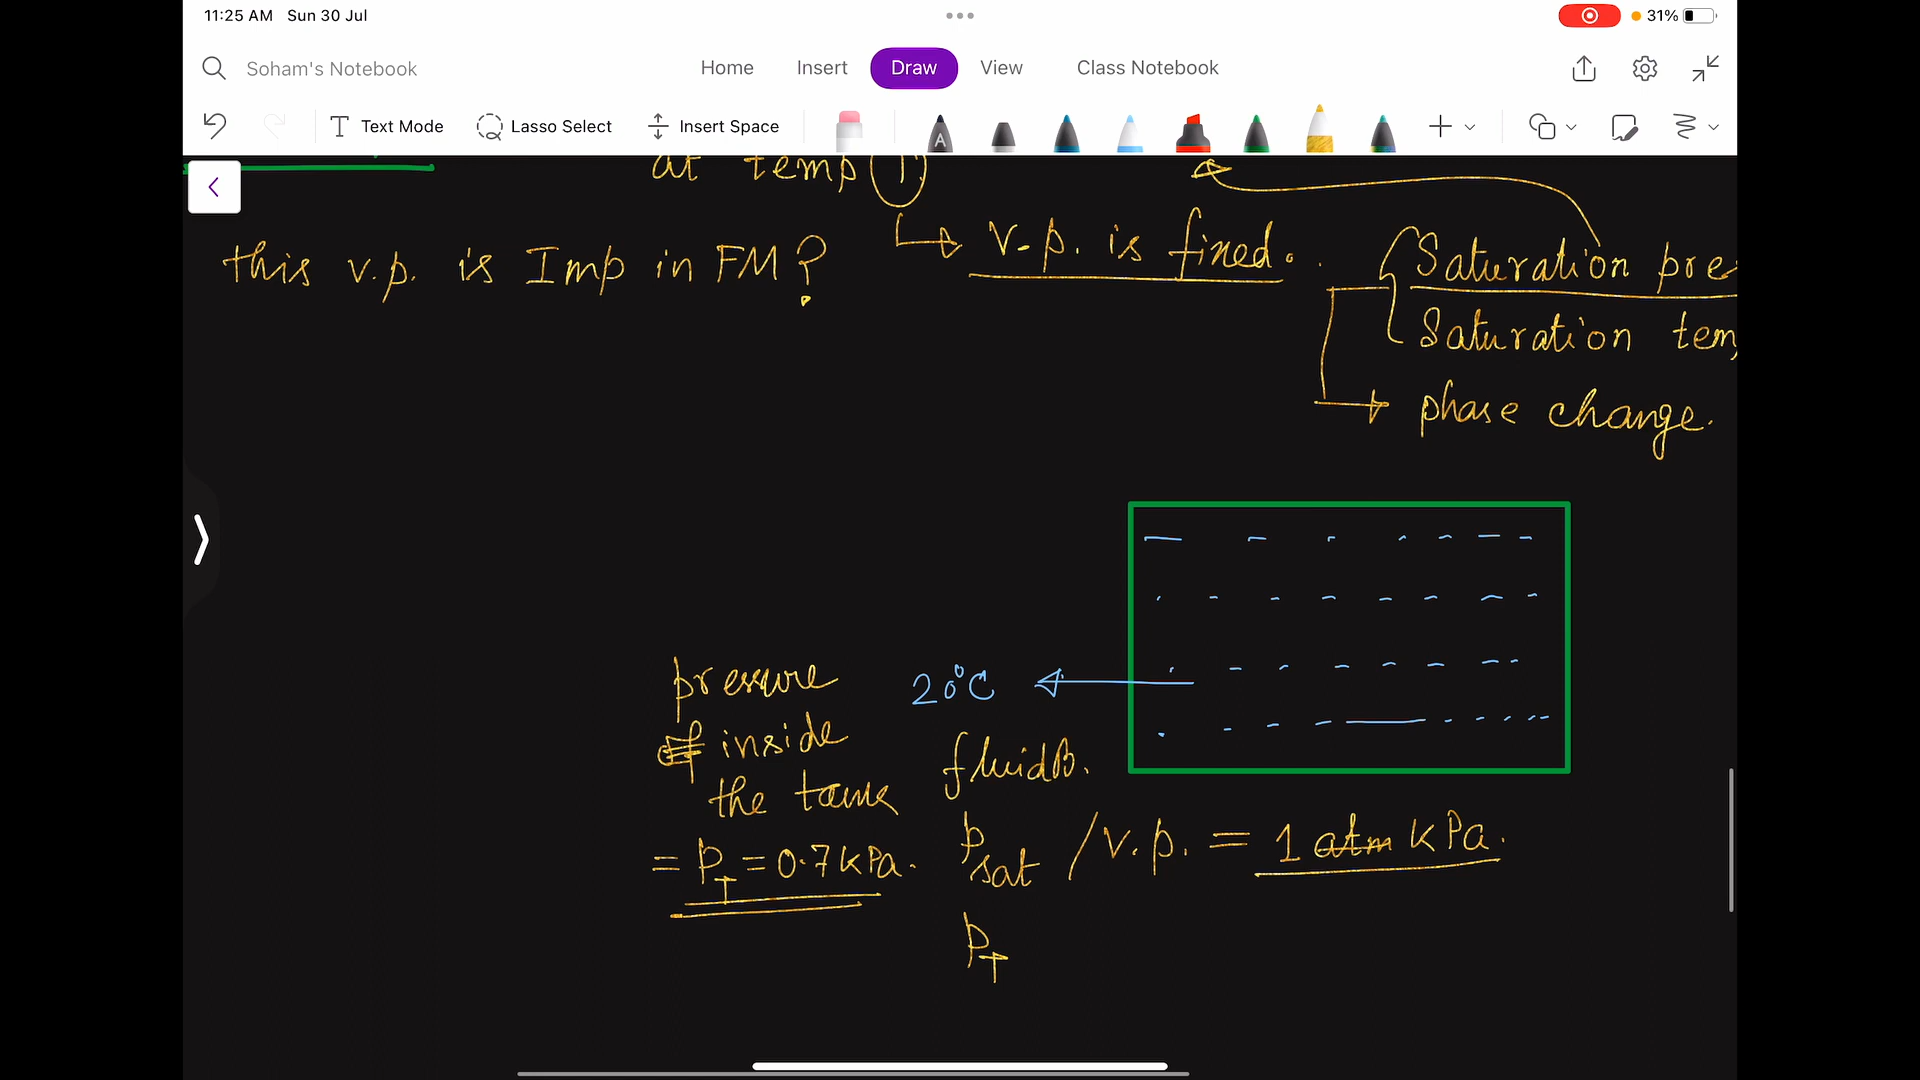 11:25 AM Sun 30 Jul
31%
Soham's Notebook
Home Insert Draw View Class Notebook
Text Mode Lasso Select Insert Space
A
at temp T
this v.p. is Imp in FM?
v.p. is fixed.
Saturation pre
Saturation tem
phase change.
pressure
inside
the tank
= PT = 0.7 kPa.
20°C
fluid B.
Psat / v.p. = 1 atm kPa.
PT